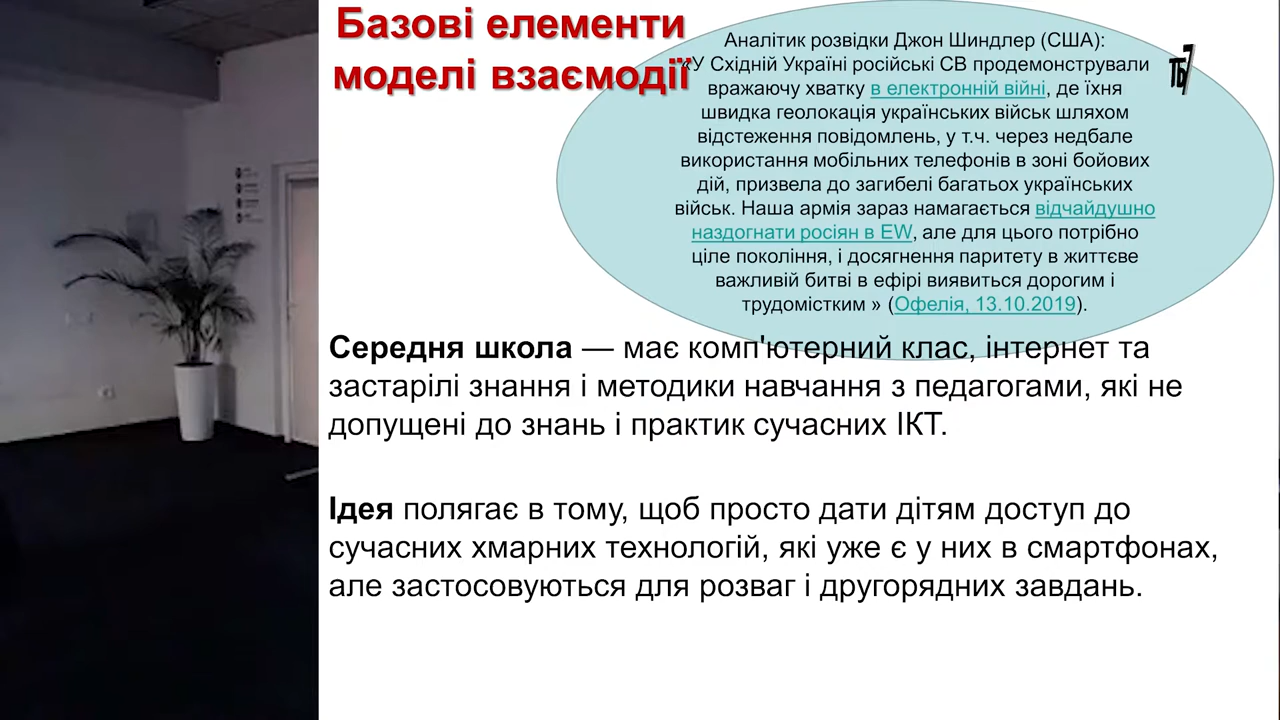 Базові елементи
моделі взаємодії
Аналітик розвідки Джон Шиндлер (США):
«У Східній Україні російські СВ продемонстрували
вражаючу хватку в електронній війні, де їхня
швидка геолокація українських військ шляхом
відстеження повідомлень, у т.ч. через недбале
використання мобільних телефонів в зоні бойових
дій, призвела до загибелі багатьох українських
військ. Наша армія зараз намагається відчайдушно
наздогнати росіян в EW, але для цього потрібно
ціле покоління, і досягнення паритету в життєве
важливій битві в ефірі виявиться дорогим і
трудомістким » (Офелія, 13.10.2019).
Середня школа — має комп'ютерний клас, інтернет та
застарілі знання і методики навчання з педагогами, які не
допущені до знань і практик сучасних ІКТ.
Ідея полягає в тому, щоб просто дати дітям доступ до
сучасних хмарних технологій, які уже є у них в смартфонах,
але застосовуються для розваг і другорядних завдань.